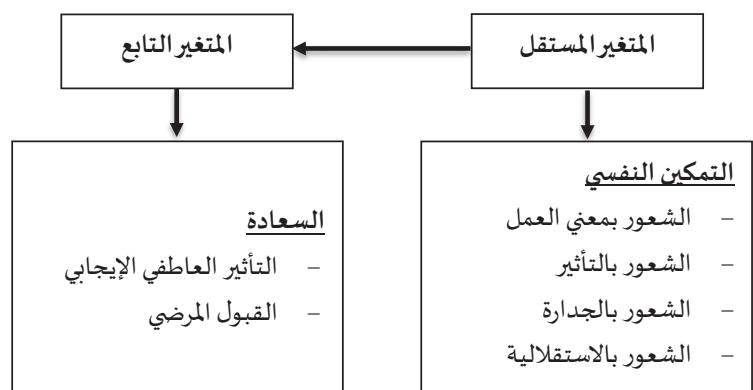 المتغير المستقل
المتغير التابع
التمكين النفسي
– الشعور بمعني العمل
– الشعور بالتأثير
– الشعور بالجدارة
– الشعور بالاستقلالية
السعادة
– التأثير العاطفي الإيجابي
– القبول المرضي